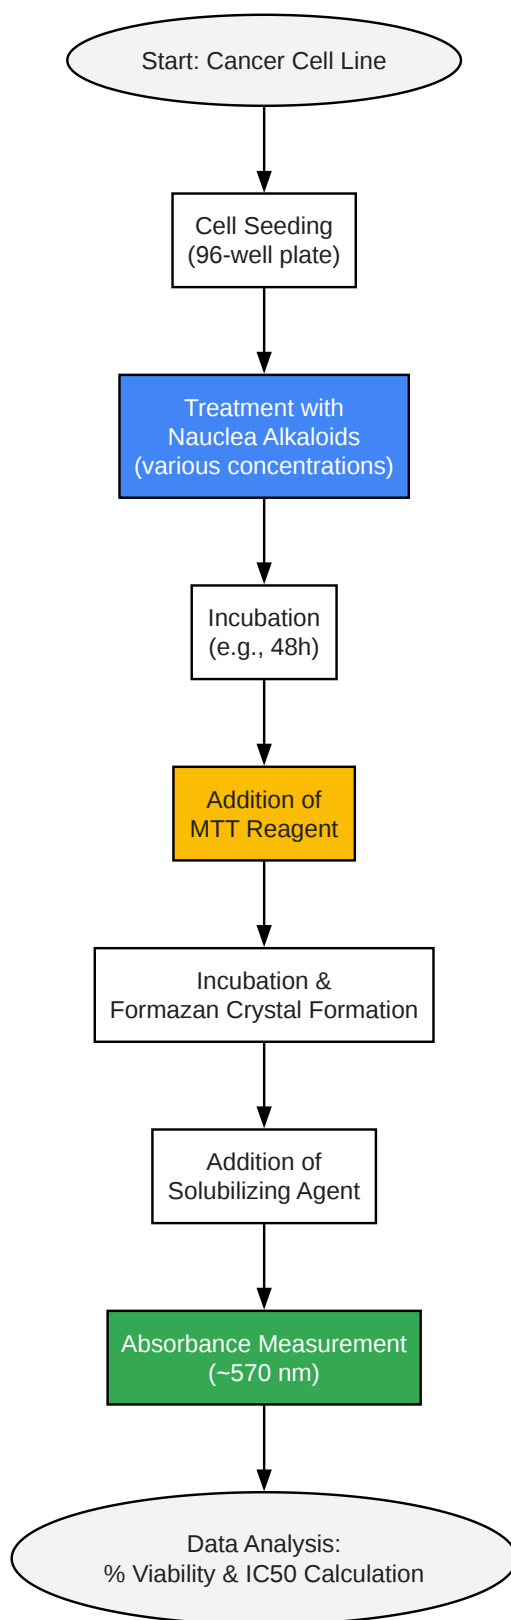 Start: Cancer Cell Line
Cell Seeding
(96-well plate)
Treatment with
Nauclea Alkaloids
(various concentrations)
Incubation
(e.g., 48h)
Addition of
MTT Reagent
Incubation &
Formazan Crystal Formation
Addition of
Solubilizing Agent
Absorbance Measurement
(~570 nm)
Data Analysis:
% Viability & IC50 Calculation